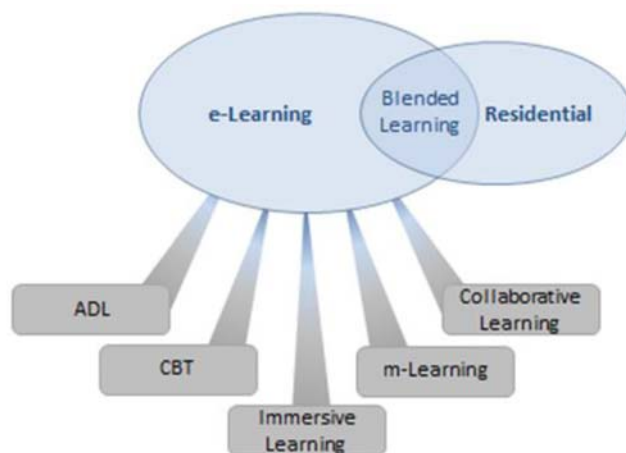 e-Learning
Blended
Learning
Residential
ADL
Collaborative
Learning
CBT
m-Learning
Immersive
Learning